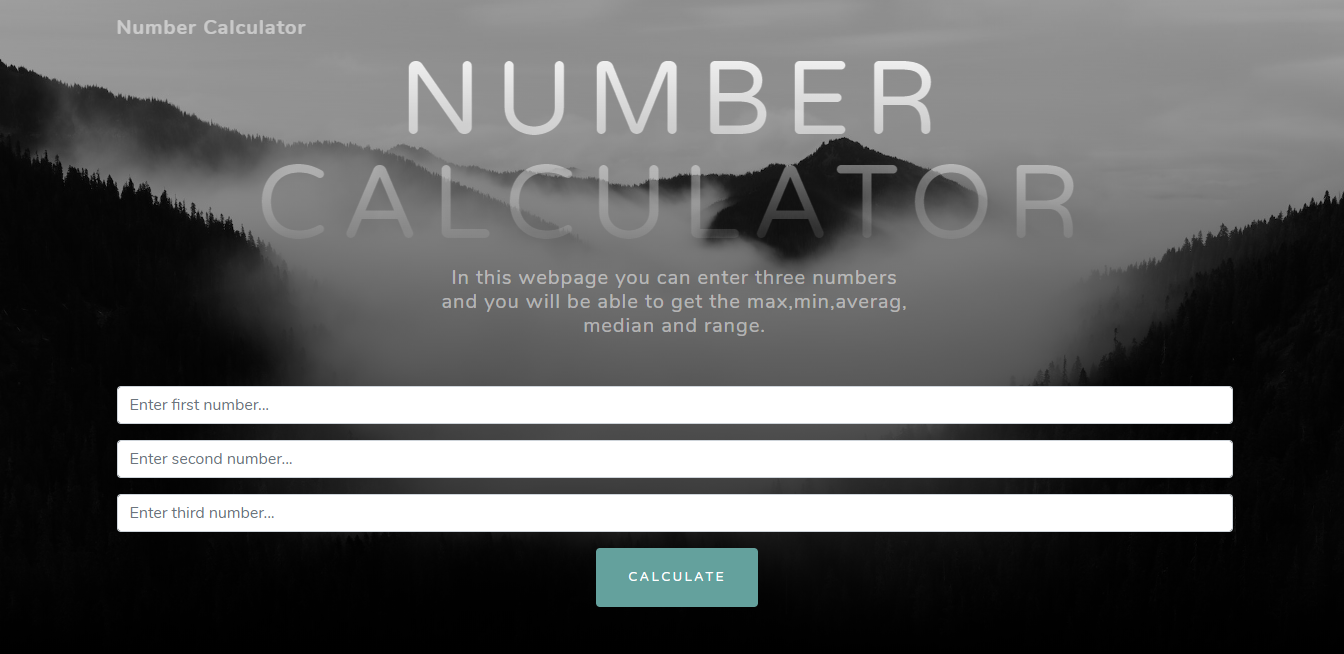 Number Calculator
NUMBER
CALCULATOR
In this webpage you can enter three numbers
and you will be able to get the max,min,averag,
median and range.
Enter first number...
Enter second number...
Enter third number...
CALCULATE